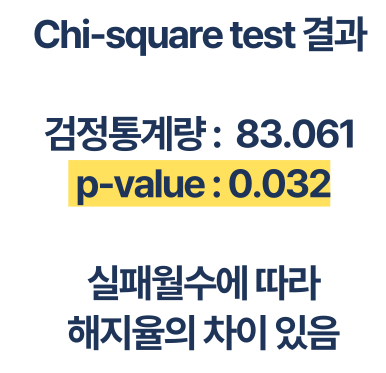 Chi-square test 결과
검정통계량 : 83.061
p-value : 0.032
실패월수에 따라
해지율의 차이 있음